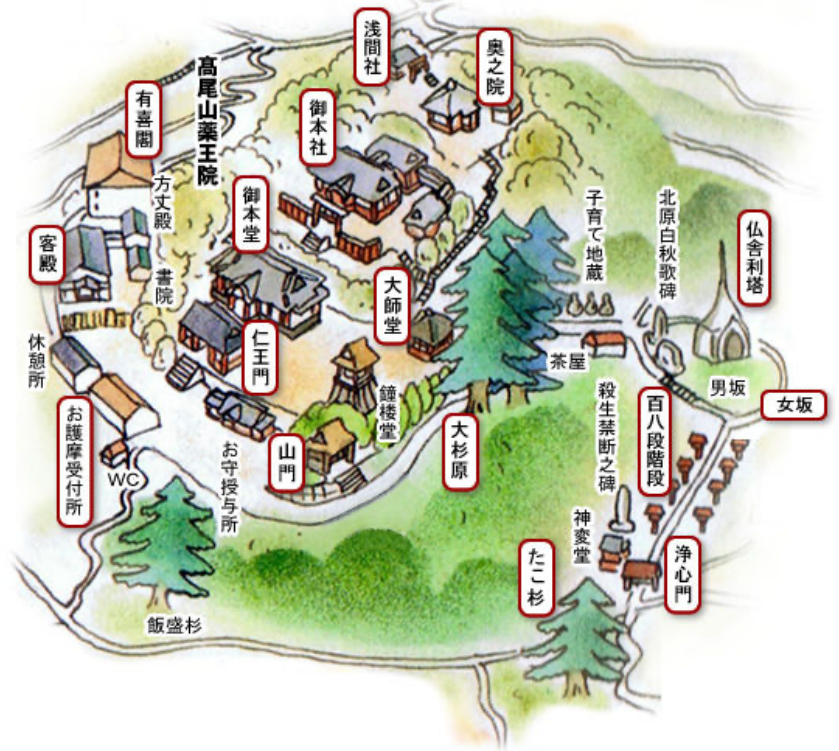 浅間社
奥之院
髙尾山薬王院
有喜閣
御本社
方丈殿
御本堂
子育て地蔵
北原白秋歌碑
仏舎利塔
客殿
書院
大師堂
休憩所
仁王門
茶屋
男坂
女坂
殺生禁断之碑
百八段階段
鐘楼堂
大杉原
お護摩受付所
山門
お守授与所
WC
神変堂
たこ杉
浄心門
飯盛杉